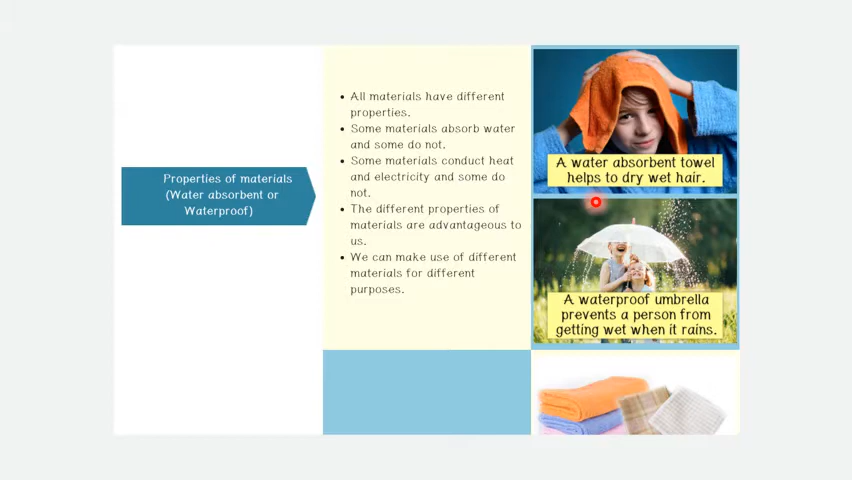 Properties of materials
(Water absorbent or
Waterproof)
All materials have different
properties.
Some materials absorb water
and some do not.
Some materials conduct heat
and electricity and some do
not.
The different properties of
materials are advantageous to
us.
We can make use of different
materials for different
purposes.
A water absorbent towel
helps to dry wet hair.
A waterproof umbrella
prevents a person from
getting wet when it rains.